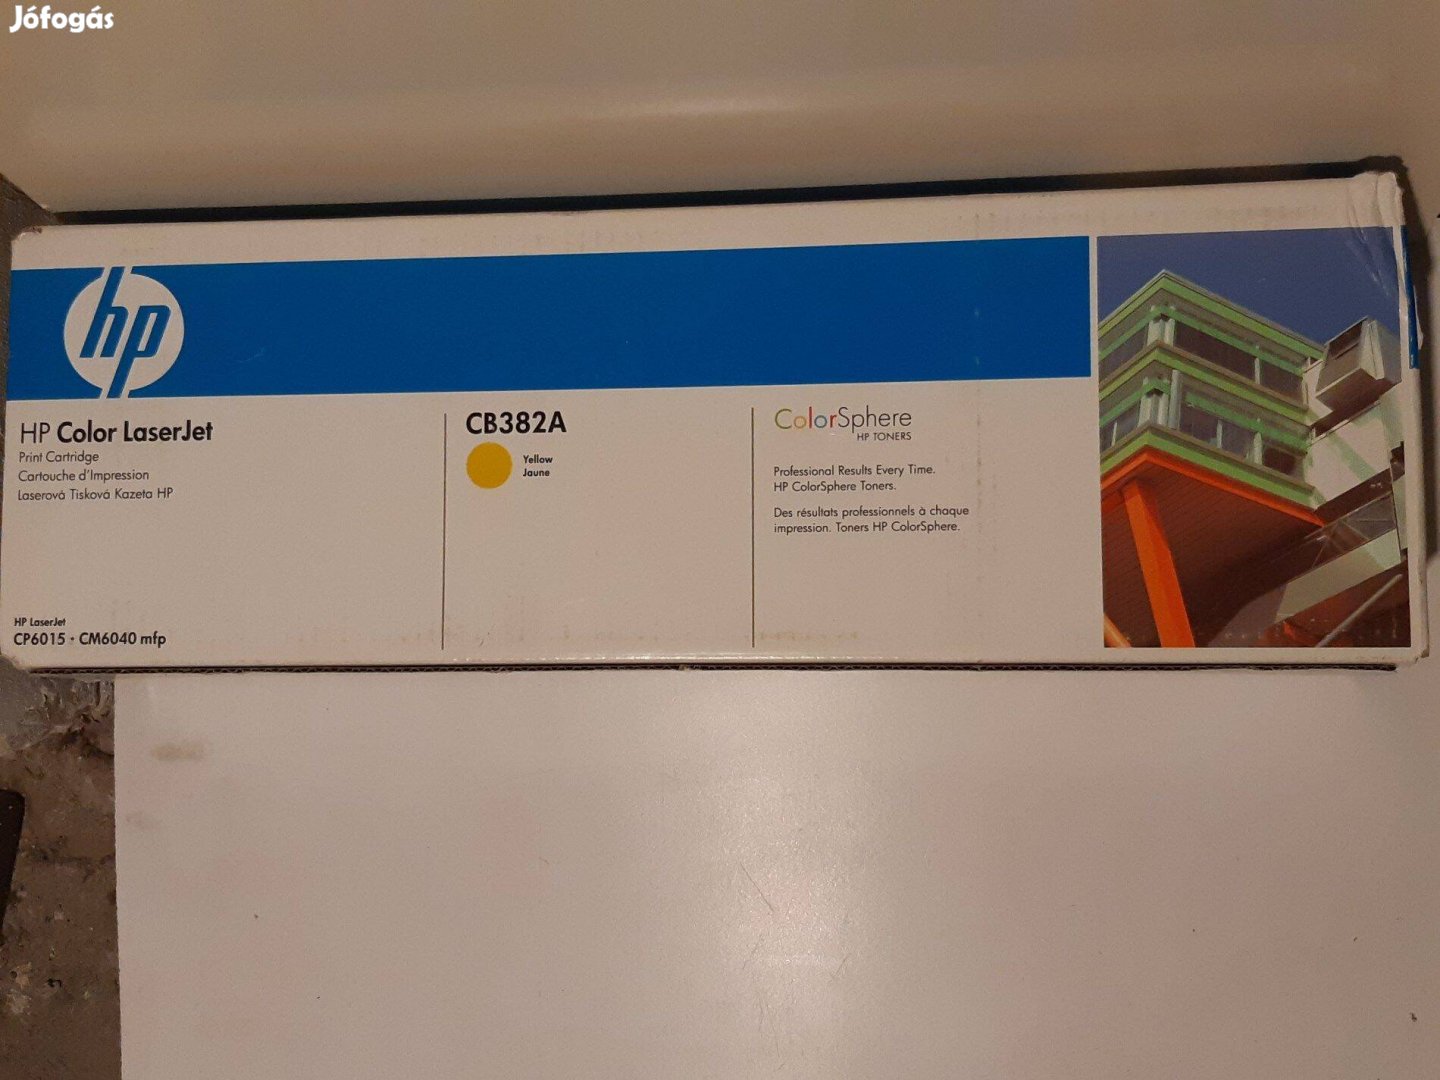 Jófogás
hp
HP Color LaserJet
Print Cartridge
Cartouche d'Impression
Laserová Tisková Kazeta HP
HP LaserJet
CP6015 • CM6040 mfp
CB382A
Yellow
Jaune
ColorSphere
HP TONERS
Professional Results Every Time.
HP ColorSphere Toners.
Des résultats professionnels à chaque
impression. Toners HP ColorSphere.